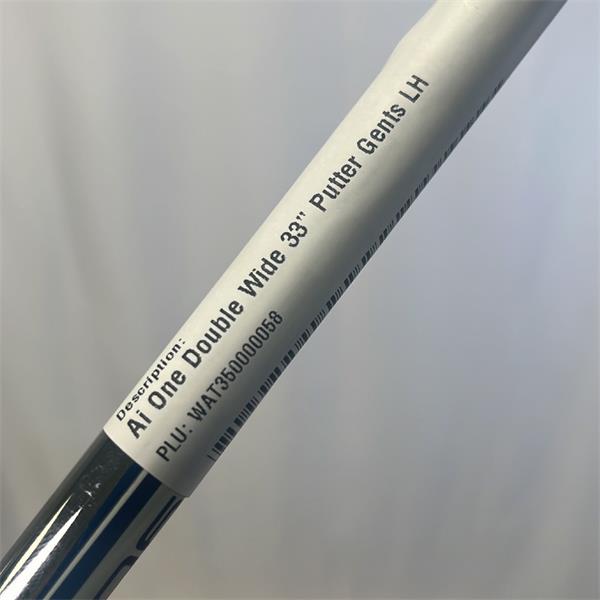 Description:
Ai One Double Wide 33" Putter Gents LH
PLU: WAT350000058